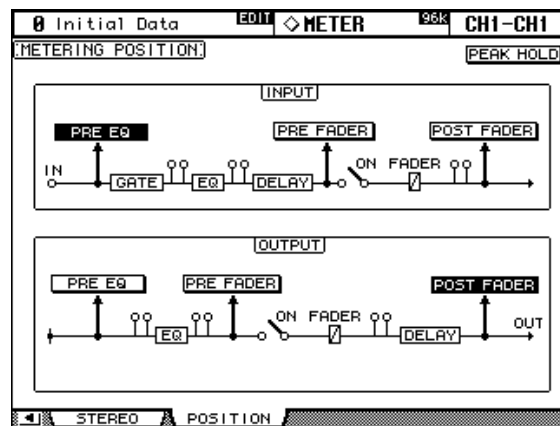 0 Initial Data EDIT ◇METER 96k CH1-CH1
METERING POSITION PEAK HOLD
INPUT
PRE EQ PRE FADER POST FADER
IN GATE EQ DELAY ON FADER
OUTPUT
PRE EQ PRE FADER POST FADER
EQ ON FADER DELAY OUT
STEREO POSITION